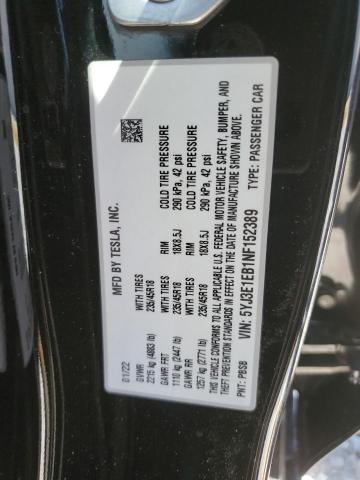 MFD BY TESLA, INC.
01/22
GVWR
2215 kg (4883 lb)
WITH TIRES
235/45R18
GAWR FRT
1110 kg (2447 lb)
WITH TIRES
235/45R18
RIM
18X8.5J
COLD TIRE PRESSURE
290 kPa, 42 psi
GAWR RR
1257 kg (2771 lb)
WITH TIRES
235/45R18
RIM
18X8.5J
COLD TIRE PRESSURE
290 kPa, 42 psi
THIS VEHICLE CONFORMS TO ALL APPLICABLE U.S. FEDERAL MOTOR VEHICLE SAFETY, BUMPER, AND
THEFT PREVENTION STANDARDS IN EFFECT ON THE DATE OF MANUFACTURE SHOWN ABOVE.
VIN: 5YJ3E1EB1NF152389
TYPE: PASSENGER CAR
PNT: PBSB